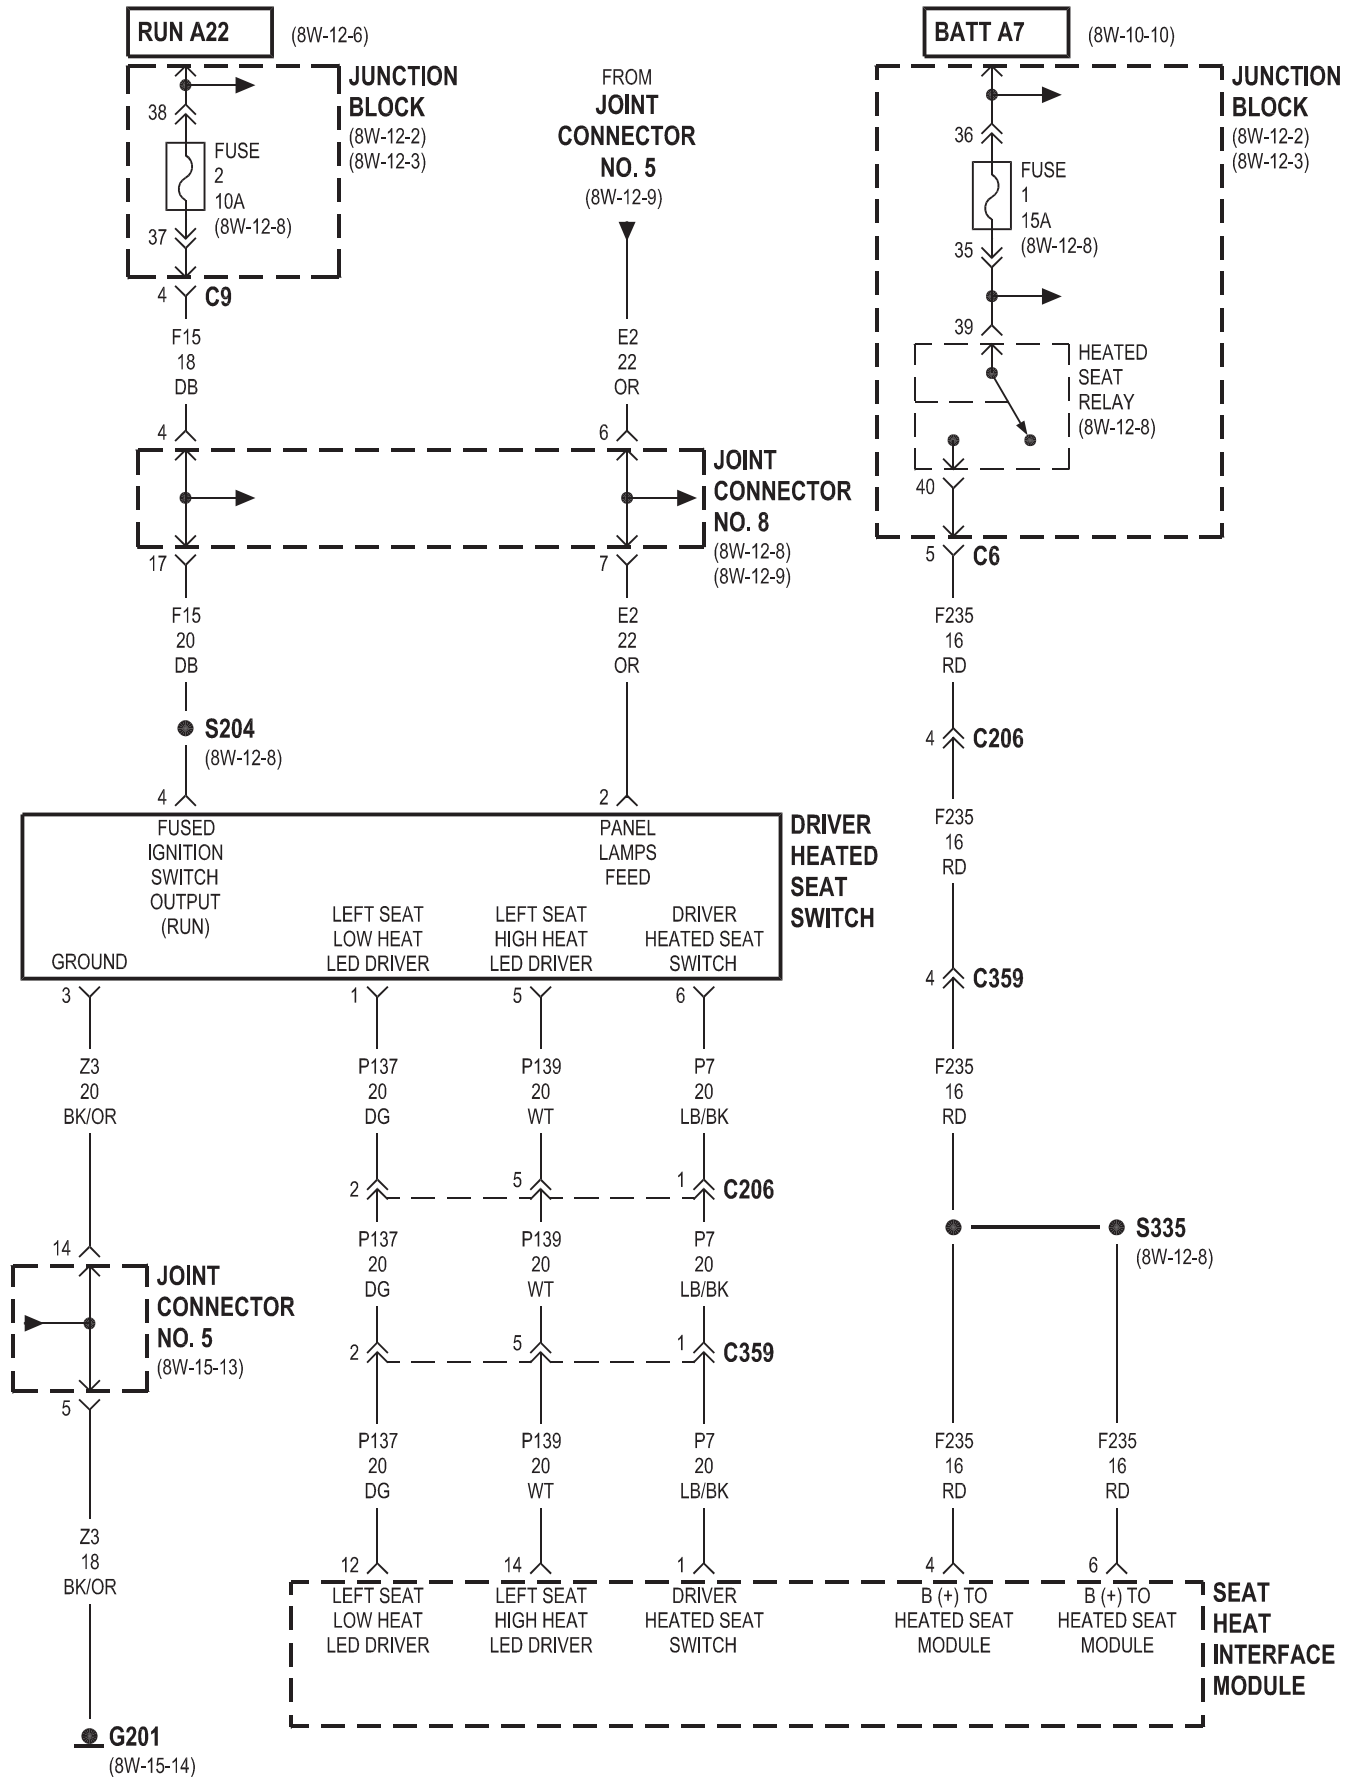 RUN A22
(8W-12-6)
BATT A7
(8W-10-10)
JUNCTION
BLOCK
(8W-12-2)
(8W-12-3)
38
FUSE
2
10A
(8W-12-8)
37
4
C9
F15
18
DB
4
FROM
JOINT
CONNECTOR
NO. 5
(8W-12-9)
E2
22
OR
6
JUNCTION
BLOCK
(8W-12-2)
(8W-12-3)
36
FUSE
1
15A
(8W-12-8)
35
39
HEATED
SEAT
RELAY
(8W-12-8)
40
5
C6
JOINT
CONNECTOR
NO. 8
(8W-12-8)
(8W-12-9)
17
7
F15
20
DB
E2
22
OR
F235
16
RD
S204
(8W-12-8)
4
C206
4
2
FUSED
IGNITION
SWITCH
OUTPUT
(RUN)
PANEL
LAMPS
FEED
DRIVER
HEATED
SEAT
SWITCH
F235
16
RD
GROUND
LEFT SEAT
LOW HEAT
LED DRIVER
LEFT SEAT
HIGH HEAT
LED DRIVER
DRIVER
HEATED SEAT
SWITCH
4
C359
3
1
5
6
Z3
20
BK/OR
P137
20
DG
P139
20
WT
P7
20
LB/BK
F235
16
RD
2
5
1
C206
P137
20
DG
P139
20
WT
P7
20
LB/BK
S335
(8W-12-8)
14
JOINT
CONNECTOR
NO. 5
(8W-15-13)
5
2
5
1
C359
P137
20
DG
P139
20
WT
P7
20
LB/BK
F235
16
RD
F235
16
RD
Z3
18
BK/OR
12
14
1
4
6
LEFT SEAT
LOW HEAT
LED DRIVER
LEFT SEAT
HIGH HEAT
LED DRIVER
DRIVER
HEATED SEAT
SWITCH
B (+) TO
HEATED SEAT
MODULE
B (+) TO
HEATED SEAT
MODULE
SEAT
HEAT
INTERFACE
MODULE
G201
(8W-15-14)